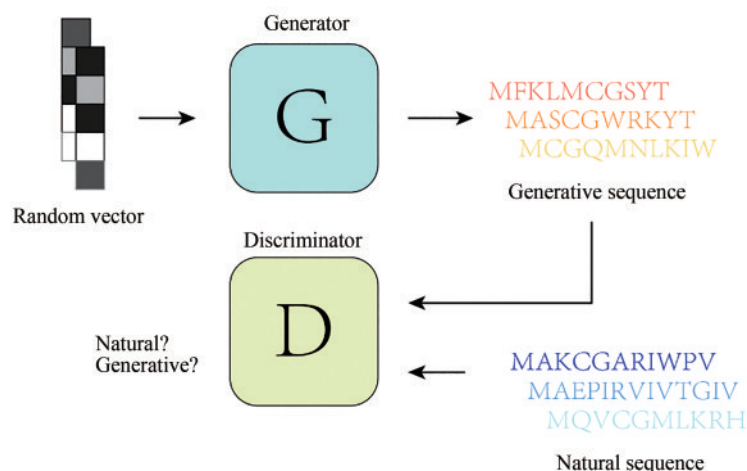 Generator
G
MFKLMCGSYT
MASCGWRKYT
MCGQMNLKIW
Random vector
Generative sequence
Discriminator
D
Natural?
Generative?
MAKCGARIWPV
MAEPIRVIVTGIV
MQVCGMLKRH
Natural sequence